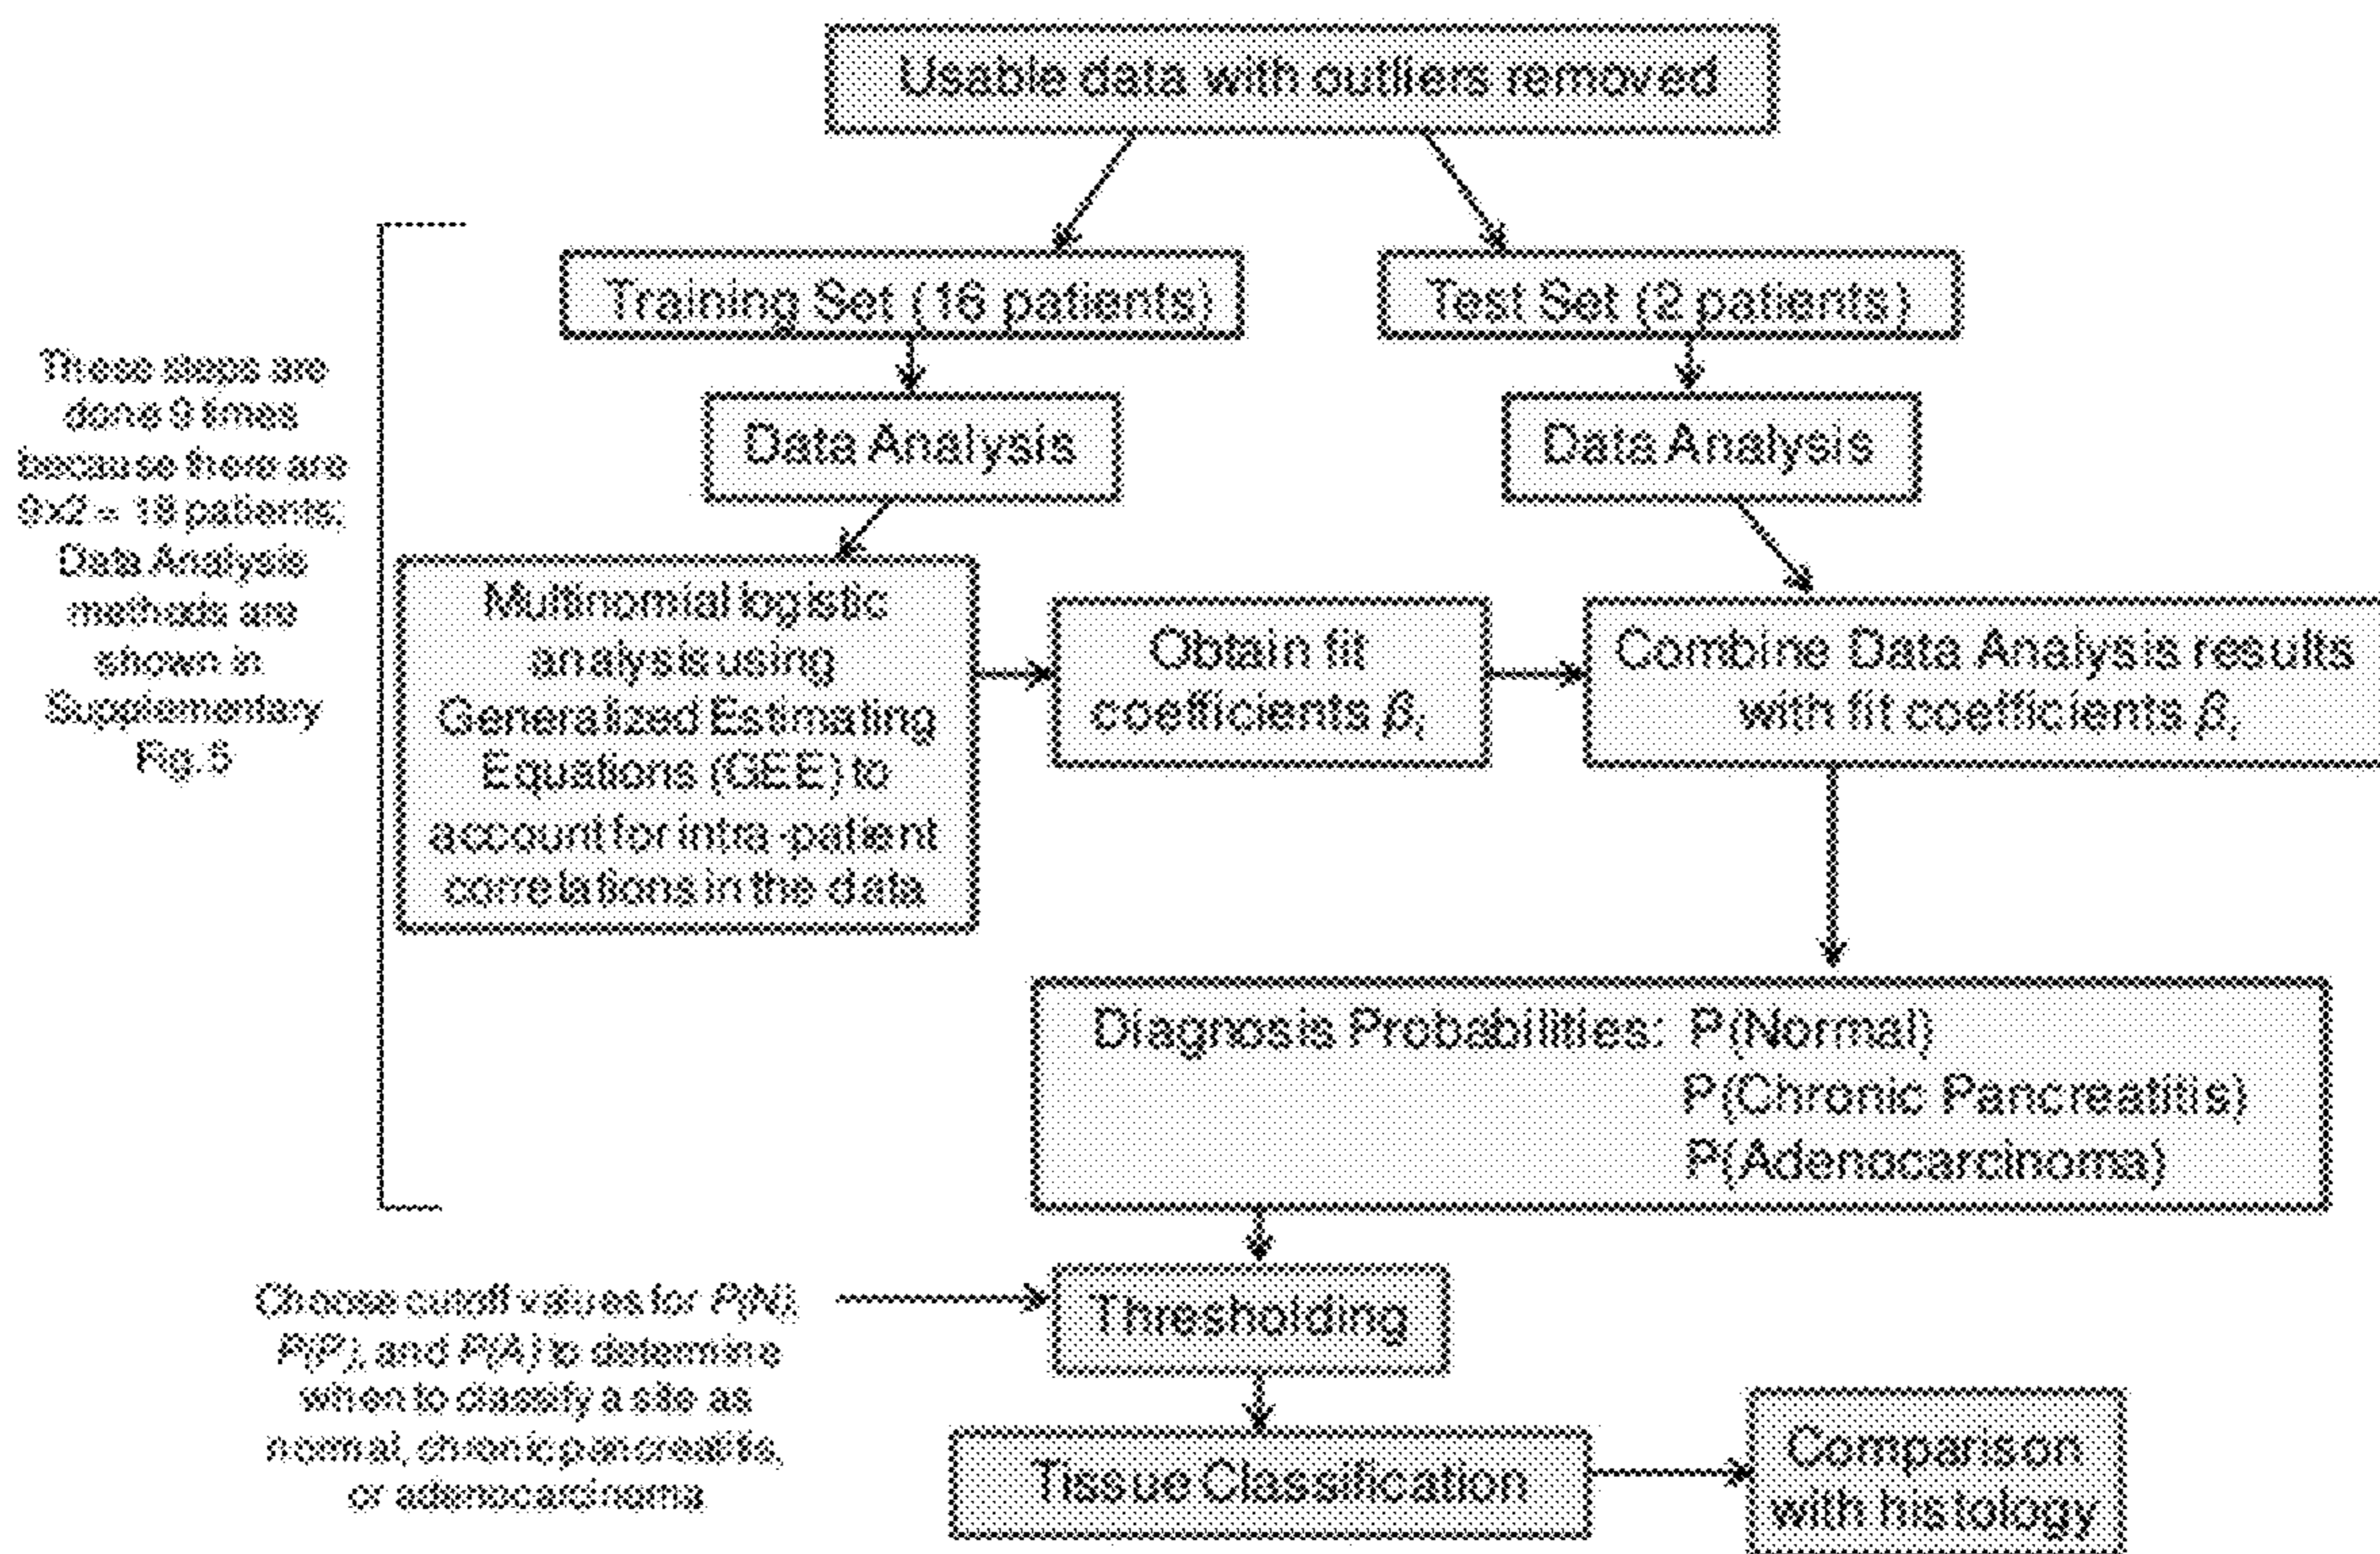 Usable data with outliers removed
Training Set (16 patients)
Test Set (2 patients)
These steps are
done 9 times
because there are
9x2 = 18 patients;
Data Analysis
methods are
shown in
Supplementary
Data Analysis
Data Analysis
Multinomial logistic
analysis using
Generalized Estimating
Equations (GEE) to
account for intra-patient
correlations in the data
Obtain fit
coefficients βi
Combine Data Analysis results
with fit coefficients βi
Diagnosis Probabilities: P(Normal)
P(Chronic Pancreatitis)
P(Adenocarcinoma)
Choose cutoff values for P(N),
P(P), and P(A) to determine
when to classify a site as
normal, chronic pancreatitis,
or adenocarcinoma
Thresholding
Tissue Classification
Comparison
with histology